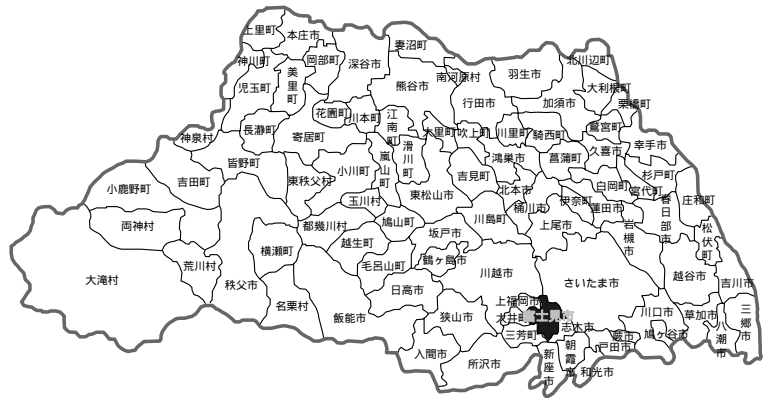 上里町
本庄市
妻沼町
神川町
岡部町
深谷市
北川辺町
児玉町
美里町
熊谷市
南河原村
羽生市
大利根町
栗橋町
行田市
加須市
花園町
川本町
江南町
長瀞町
寄居町
大里町
吹上町
川里町
騎西町
鷲宮町
幸手市
神泉村
滑川町
鴻巣市
菖蒲町
久喜市
皆野町
嵐山町
小川町
吉見町
杉戸町
小鹿野町
吉田町
東秩父村
東松山市
北本市
白岡町
宮代町
玉川村
桶川市
伊奈町
蓮田市
春日部市
庄和町
両神村
都幾川村
鳩山町
川島町
上尾市
岩槻市
松伏町
横瀬町
越生町
坂戸市
荒川村
毛呂山町
鶴ヶ島市
川越市
越谷市
大滝村
秩父市
日高市
さいたま市
吉川市
名栗村
飯能市
狭山市
上福岡市
大井町
富士見市
川口市
草加市
三郷市
三芳町
志木市
蕨市
鳩ヶ谷市
八潮市
入間市
所沢市
新座市
朝霞市
戸田市
和光市